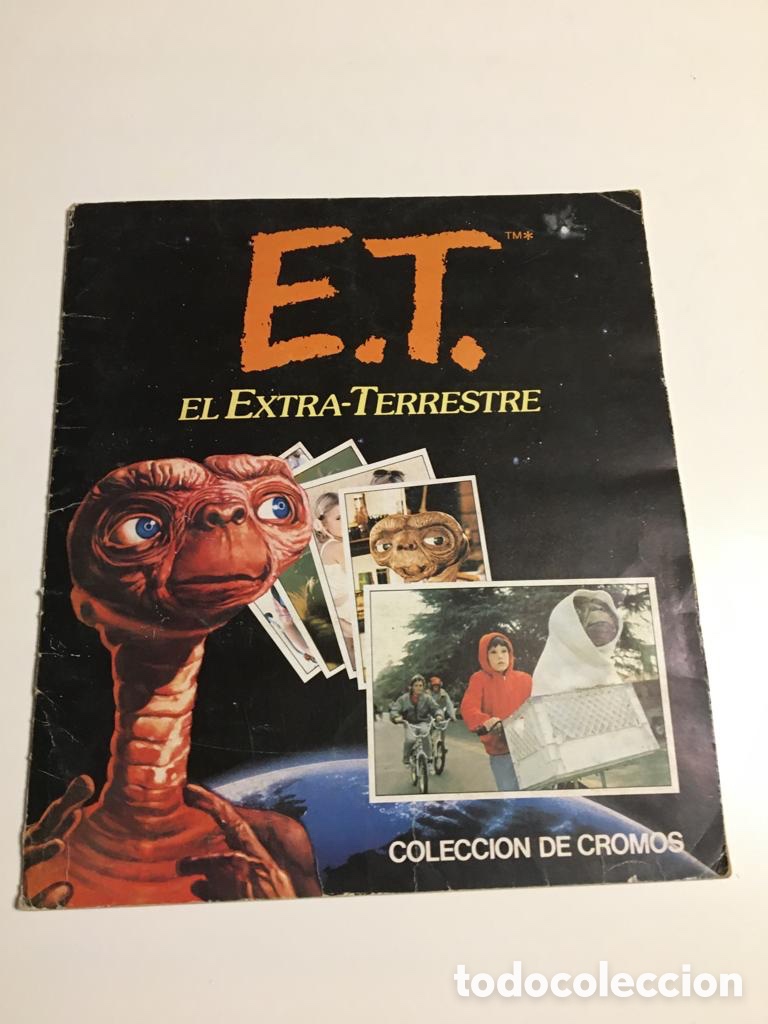 E.T.
TM*
EL EXTRA-TERRESTRE
COLECCION DE CROMOS
todocoleccion